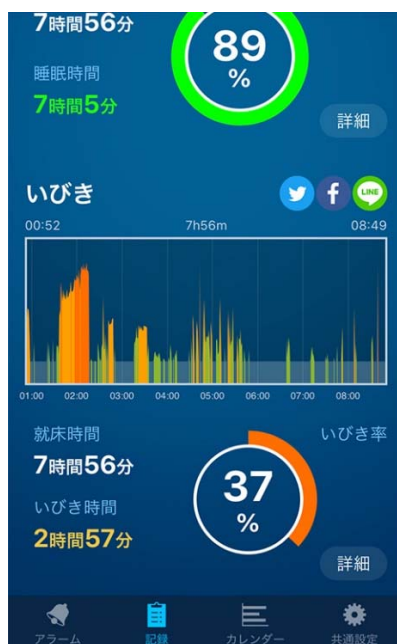 7時間56分
89
%
睡眠時間
7時間5分
詳細
いびき
LINE
00:52 7h56m 08:49
01:00 02:00 03:00 04:00 05:00 06:00 07:00 08:00
就床時間
いびき率
7時間56分
37
%
いびき時間
2時間57分
詳細
アラーム 記録 カレンダー 共通設定